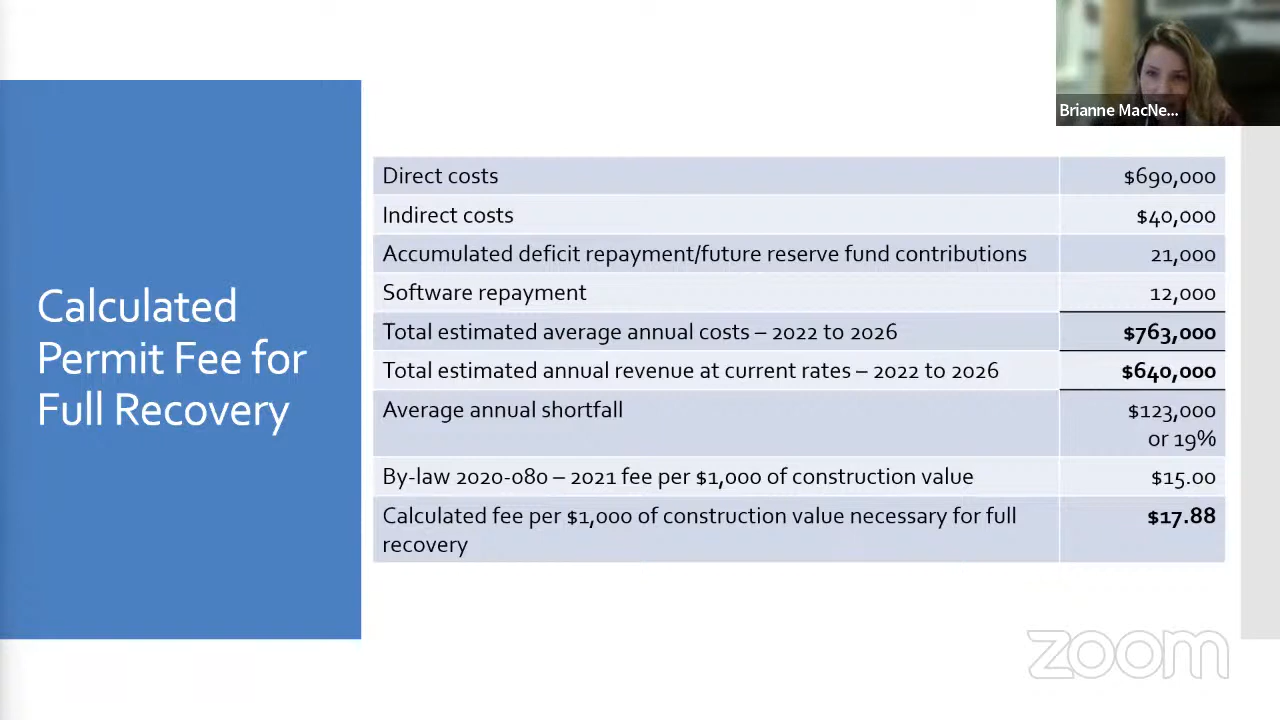 Brianne MacNe...
Calculated
Permit Fee for
Full Recovery
Direct costs $690,000
Indirect costs $40,000
Accumulated deficit repayment/future reserve fund contributions 21,000
Software repayment 12,000
Total estimated average annual costs – 2022 to 2026 $763,000
Total estimated annual revenue at current rates – 2022 to 2026 $640,000
Average annual shortfall $123,000
or 19%
By-law 2020-080 – 2021 fee per $1,000 of construction value $15.00
Calculated fee per $1,000 of construction value necessary for full $17.88
recovery
zoom